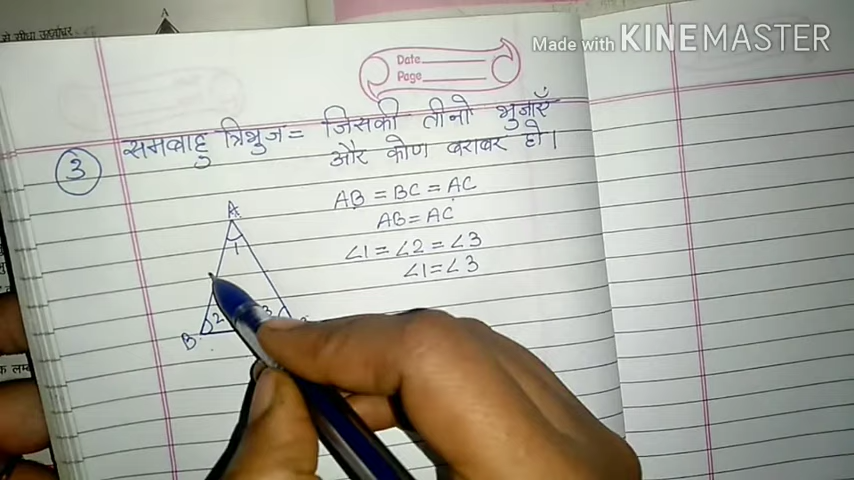 Made with KINEMASTER
Date
Page
3 समवाहु त्रिभुज = जिसकी तीनो भुजाएँ
और कोण बराबर हो।
AB = BC = AC
AB = AC
∠1 = ∠2 = ∠3
∠1 = ∠3
A
1
2 3
B